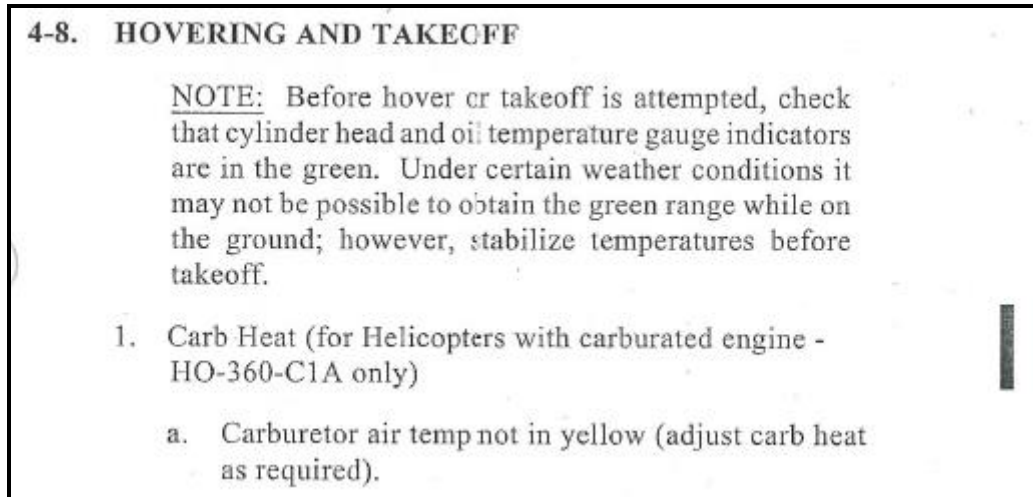 4-8. HOVERING AND TAKEOFF
NOTE: Before hover or takeoff is attempted, check
that cylinder head and oil temperature gauge indicators
are in the green. Under certain weather conditions it
may not be possible to obtain the green range while on
the ground; however, stabilize temperatures before
takeoff.
1. Carb Heat (for Helicopters with carburated engine -
HO-360-C1A only)
a. Carburetor air temp not in yellow (adjust carb heat
as required).